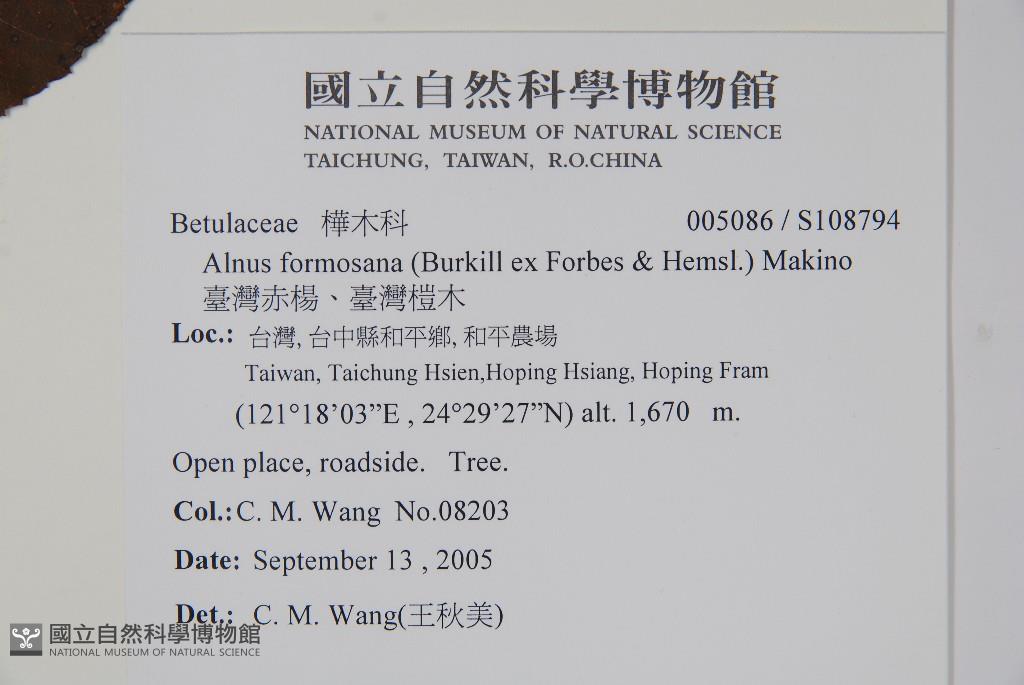 國立自然科學博物館
NATIONAL MUSEUM OF NATURAL SCIENCE
TAICHUNG, TAIWAN, R.O.CHINA
Betulaceae 樺木科 005086 / S108794
Alnus formosana (Burkill ex Forbes & Hemsl.) Makino
臺灣赤楊、臺灣榿木
Loc.: 台灣, 台中縣和平鄉, 和平農場
Taiwan, Taichung Hsien,Hoping Hsiang, Hoping Fram
(121°18’03”E , 24°29’27”N) alt. 1,670 m.
Open place, roadside. Tree.
Col.: C. M. Wang No.08203
Date: September 13 , 2005
Det.: C. M. Wang(王秋美)
國立自然科學博物館
NATIONAL MUSEUM OF NATURAL SCIENCE